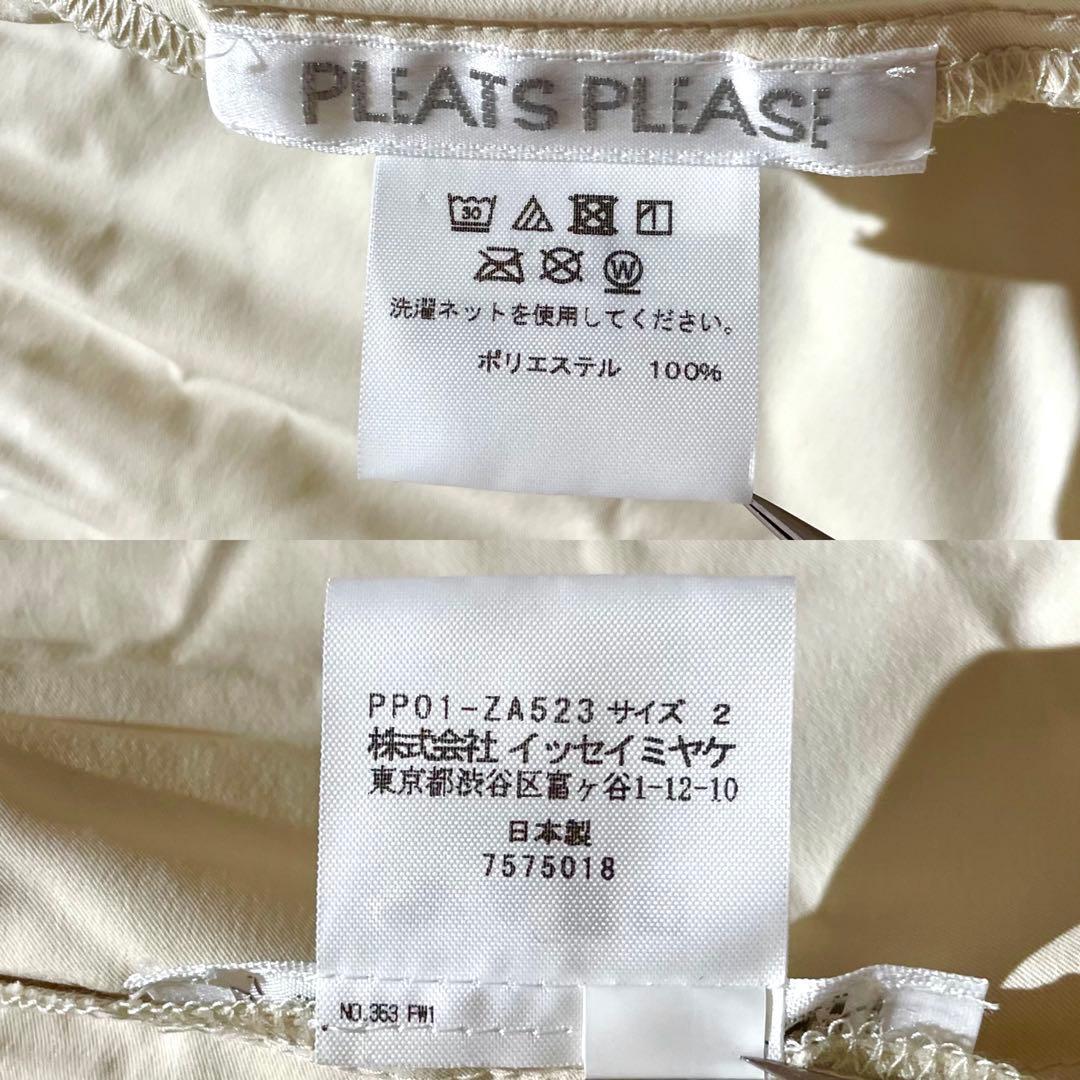 PLEATS PLEASE
30
W
洗濯ネットを使用してください。
ポリエステル 100%
PP01-ZA523 サイズ 2
株式会社 イッセイミヤケ
東京都渋谷区富ヶ谷1-12-10
日本製
7575018
NO.353 FW1